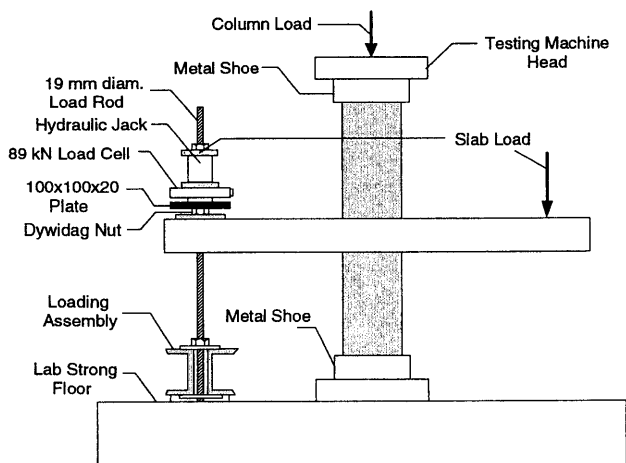 Column Load
Testing Machine
Head
Metal Shoe
19 mm diam.
Load Rod
Hydraulic Jack
Slab Load
89 kN Load Cell
100x100x20
Plate
Dywidag Nut
Loading
Assembly
Metal Shoe
Lab Strong
Floor